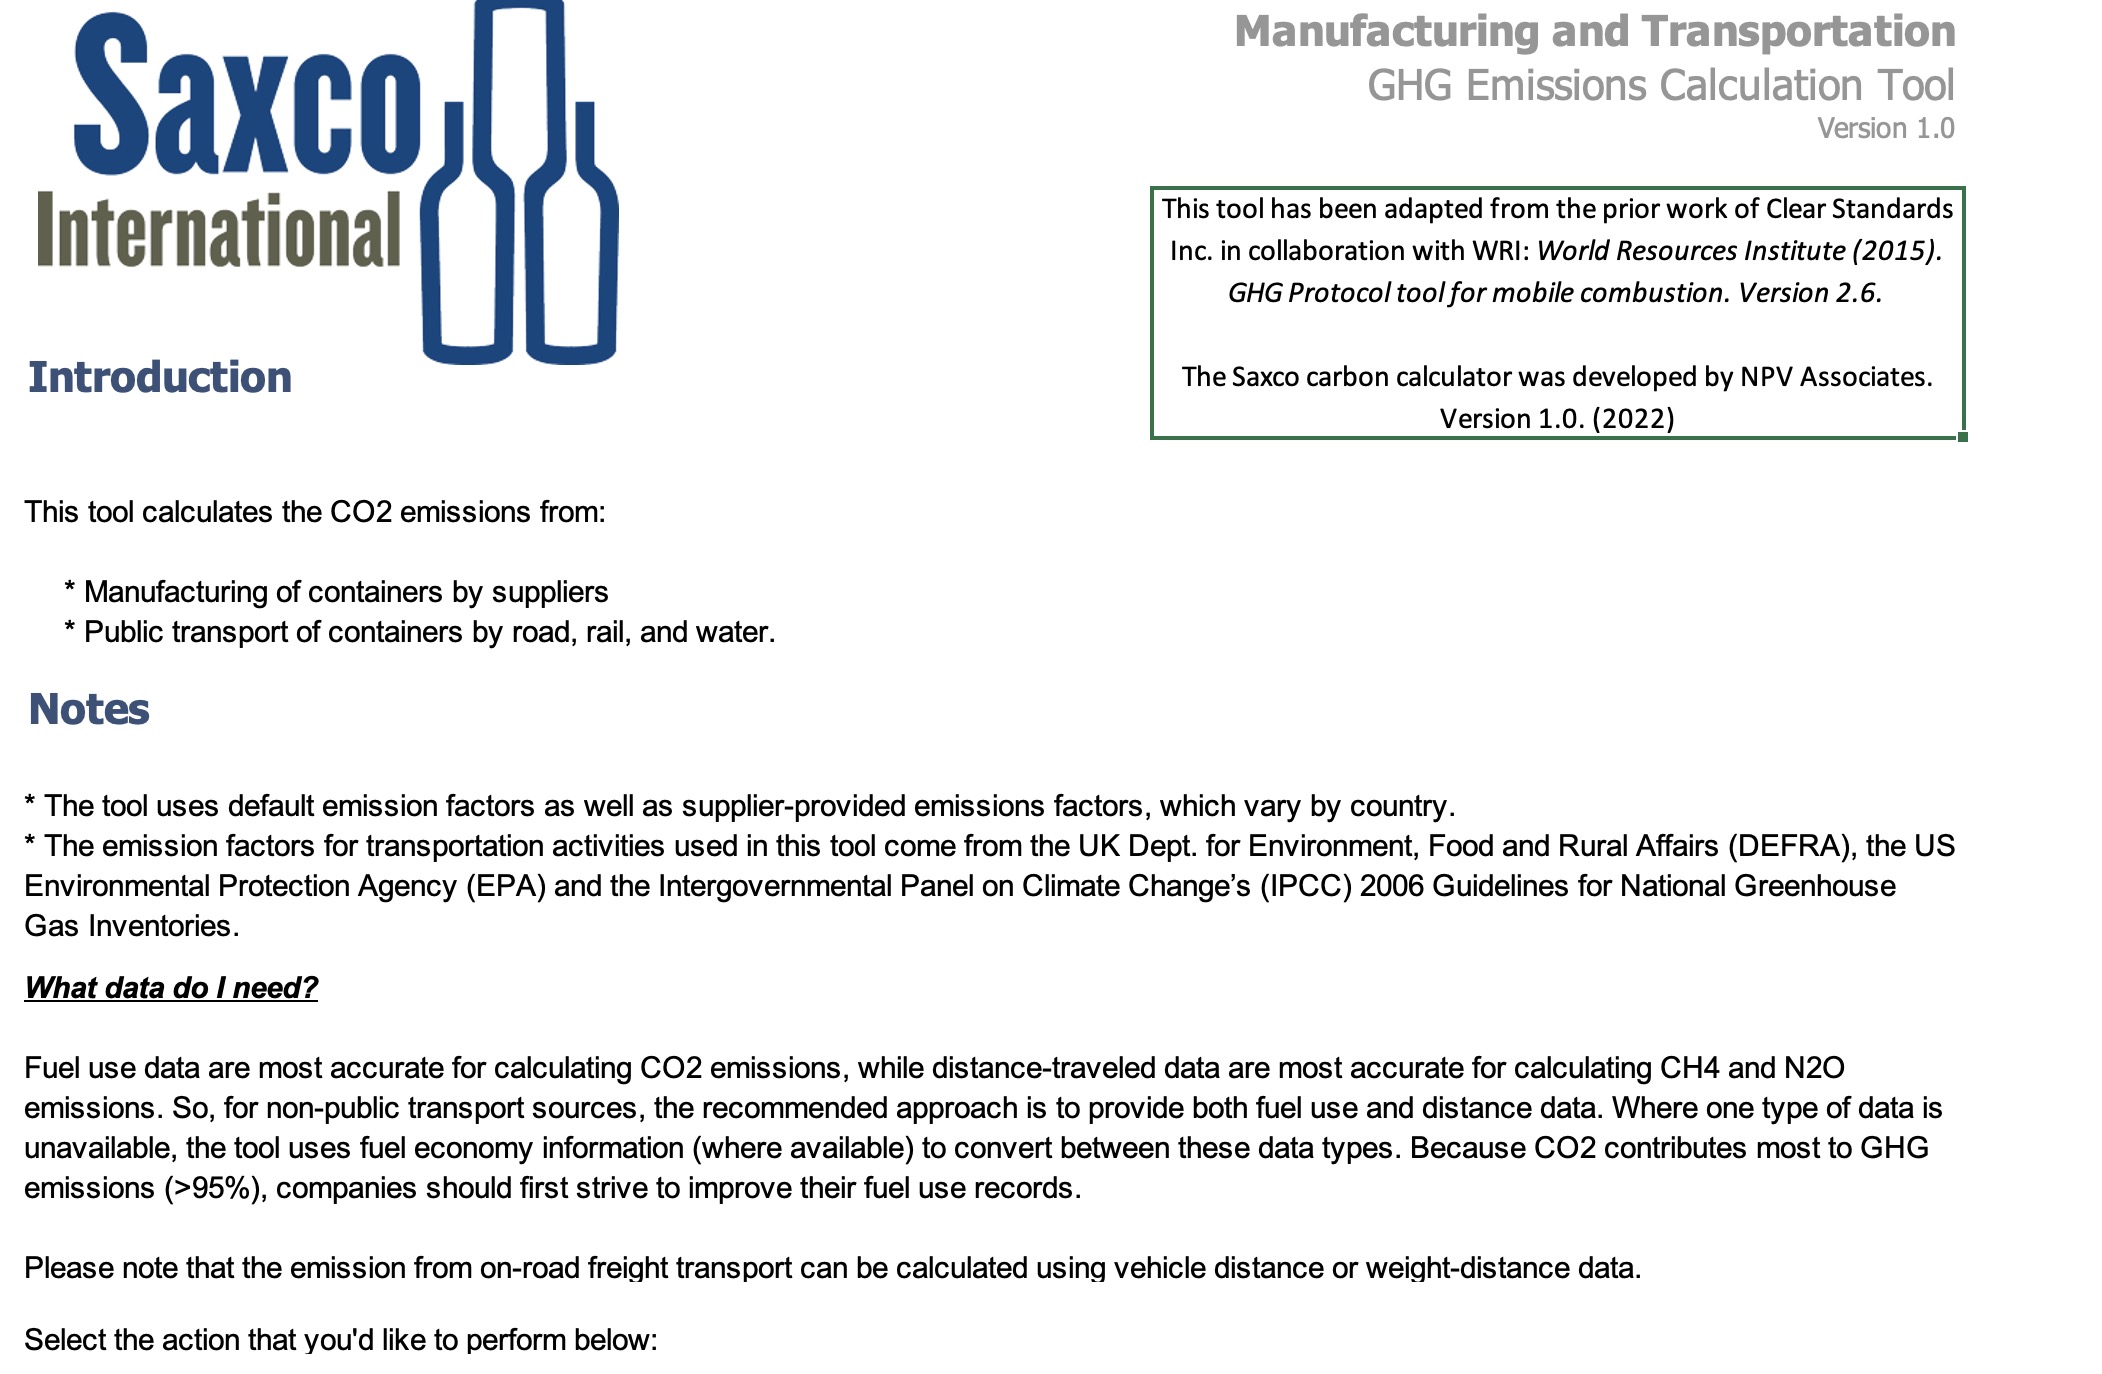 Saxco
International
Manufacturing and Transportation
GHG Emissions Calculation Tool
Version 1.0
This tool has been adapted from the prior work of Clear Standards
Inc. in collaboration with WRI: World Resources Institute (2015).
GHG Protocol tool for mobile combustion. Version 2.6.
The Saxco carbon calculator was developed by NPV Associates.
Version 1.0. (2022)
Introduction
This tool calculates the CO2 emissions from:
* Manufacturing of containers by suppliers
* Public transport of containers by road, rail, and water.
Notes
* The tool uses default emission factors as well as supplier-provided emissions factors, which vary by country.
* The emission factors for transportation activities used in this tool come from the UK Dept. for Environment, Food and Rural Affairs (DEFRA), the US
Environmental Protection Agency (EPA) and the Intergovernmental Panel on Climate Change’s (IPCC) 2006 Guidelines for National Greenhouse
Gas Inventories.
What data do I need?
Fuel use data are most accurate for calculating CO2 emissions, while distance-traveled data are most accurate for calculating CH4 and N2O
emissions. So, for non-public transport sources, the recommended approach is to provide both fuel use and distance data. Where one type of data is
unavailable, the tool uses fuel economy information (where available) to convert between these data types. Because CO2 contributes most to GHG
emissions (>95%), companies should first strive to improve their fuel use records.
Please note that the emission from on-road freight transport can be calculated using vehicle distance or weight-distance data.
Select the action that you'd like to perform below: